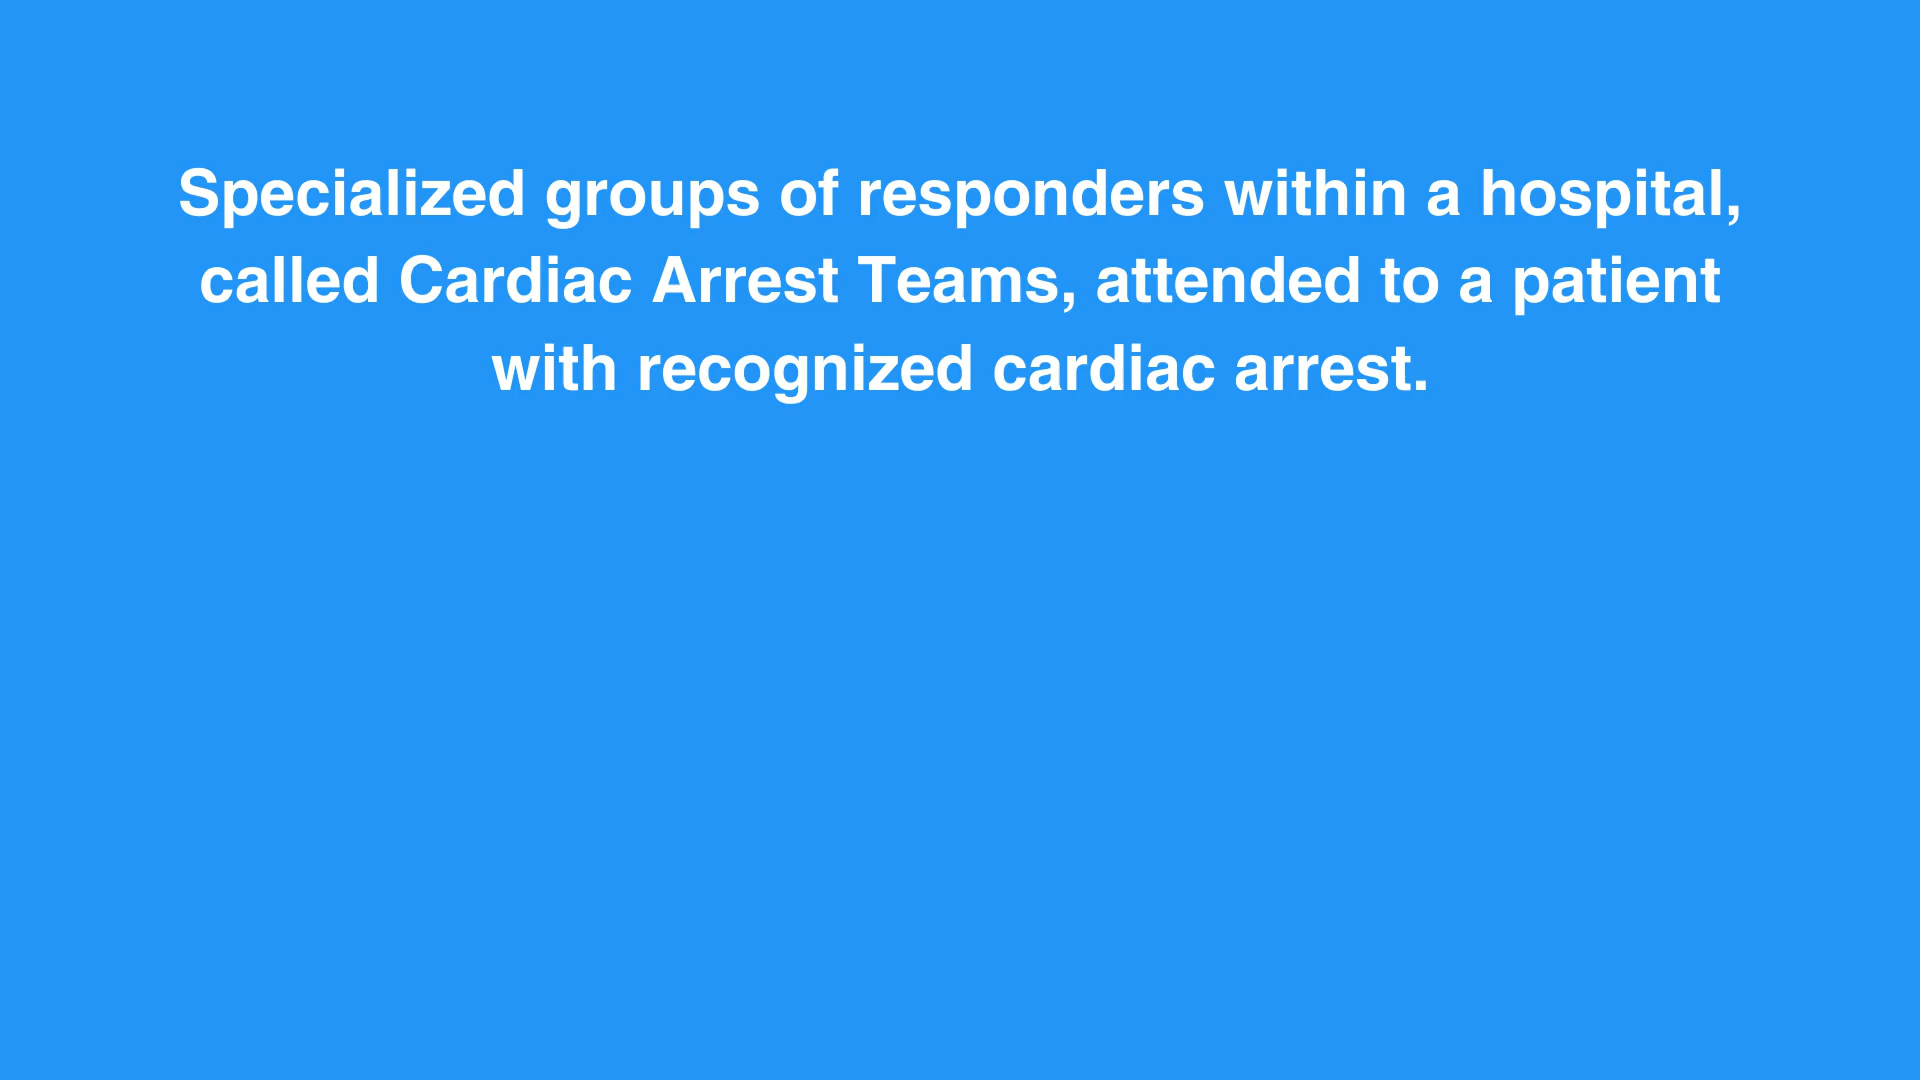 Specialized groups of responders within a hospital,
called Cardiac Arrest Teams, attended to a patient
with recognized cardiac arrest.